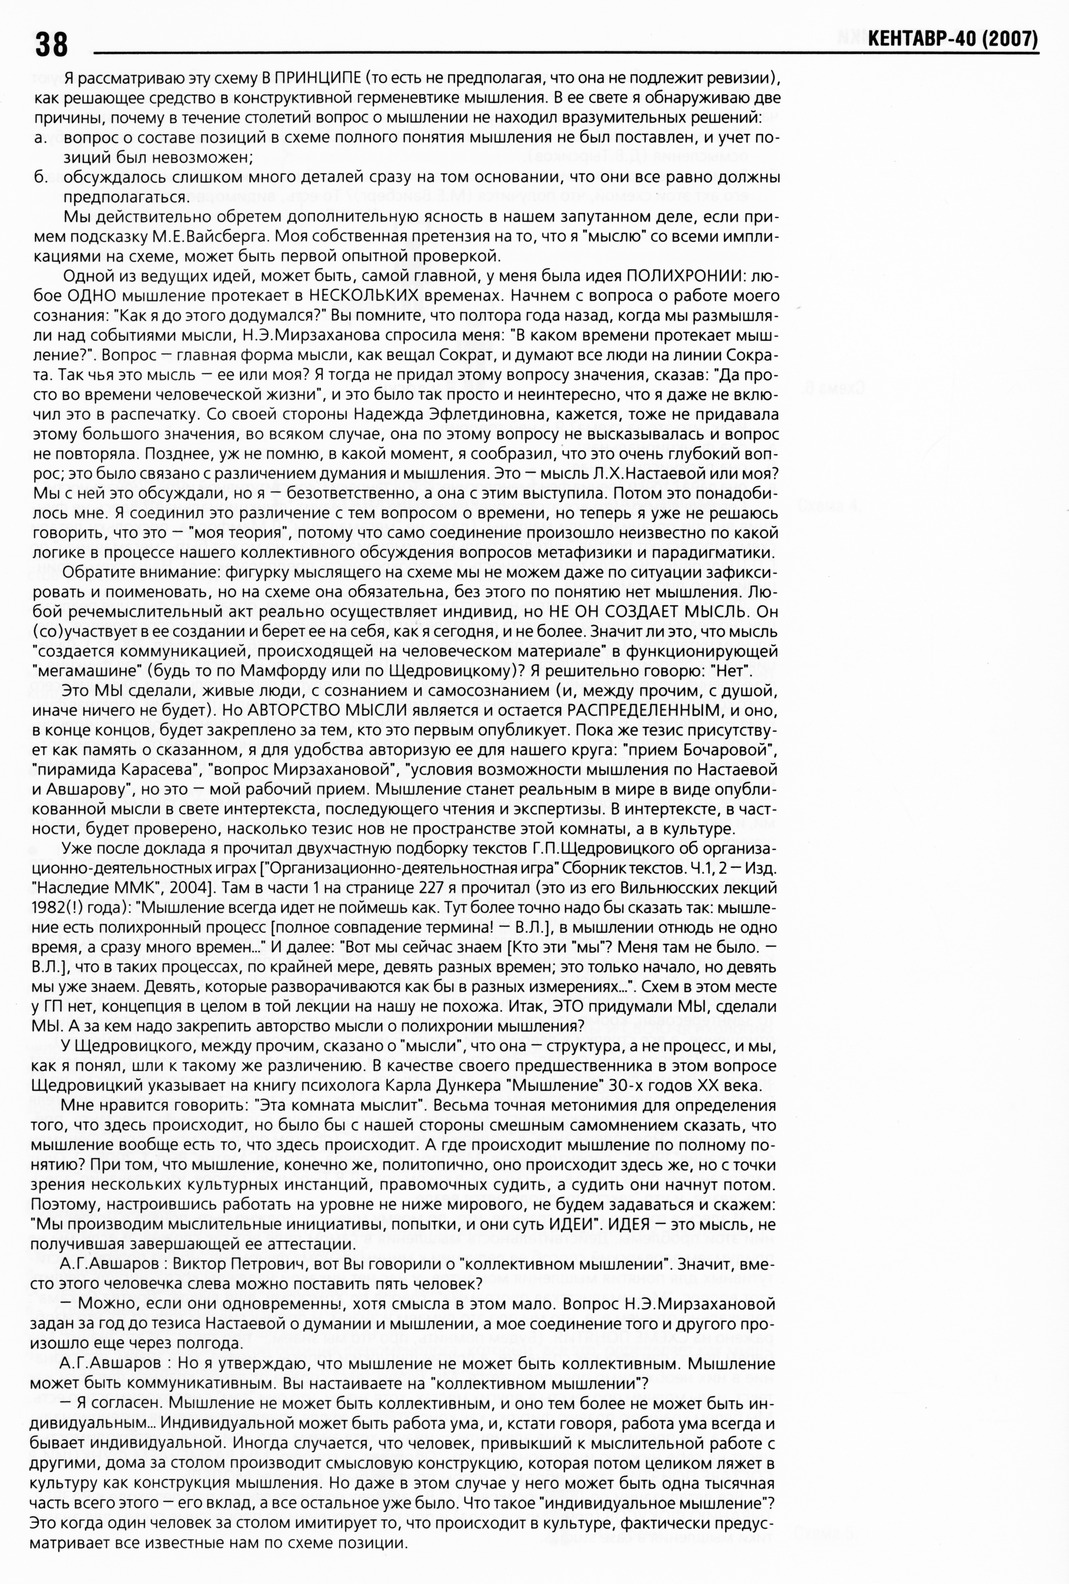 38
КЕНТАВР-40 (2007)
Я рассматриваю эту схему В ПРИНЦИПЕ (то есть не предполагая, что она не подлежит ревизии),
как решающее средство в конструктивной герменевтике мышления. В ее свете я обнаруживаю две
причины, почему в течение столетий вопрос о мышлении не находил вразумительных решений:
а. вопрос о составе позиций в схеме полного понятия мышления не был поставлен, и учет по-
зиций был невозможен;
б. обсуждалось слишком много деталей сразу на том основании, что они все равно должны
предполагаться.
Мы действительно обретем дополнительную ясность в нашем запутанном деле, если при-
мем подсказку М.Е.Вайсберга. Моя собственная претензия на то, что я "мыслю" со всеми импли-
кациями на схеме, может быть первой опытной проверкой.
Одной из ведущих идей, может быть, самой главной, у меня была идея ПОЛИХРОНИИ: лю-
бое ОДНО мышление протекает в НЕСКОЛЬКИХ временах. Начнем с вопроса о работе моего
сознания: "Как я до этого додумался?" Вы помните, что полтора года назад, когда мы размышля-
ли над событиями мысли, Н.Э.Мирзаханова спросила меня: "В каком времени протекает мыш-
ление?". Вопрос — главная форма мысли, как вещал Сократ, и думают все люди на линии Сокра-
та. Так чья это мысль — ее или моя? Я тогда не придал этому вопросу значения, сказав: "Да про-
сто во времени человеческой жизни", и это было так просто и неинтересно, что я даже не вклю-
чил это в распечатку. Со своей стороны Надежда Эфлетдиновна, кажется, тоже не придавала
этому большого значения, во всяком случае, она по этому вопросу не высказывалась и вопрос
не повторяла. Позднее, уж не помню, в какой момент, я сообразил, что это очень глубокий воп-
рос; это было связано с различением думания и мышления. Это — мысль Л.Х.Настаевой или моя?
Мы с ней это обсуждали, но я — безответственно, а она с этим выступила. Потом это понадоби-
лось мне. Я соединил это различение с тем вопросом о времени, но теперь я уже не решаюсь
говорить, что это — "моя теория", потому что само соединение произошло неизвестно по какой
логике в процессе нашего коллективного обсуждения вопросов метафизики и парадигматики.
Обратите внимание: фигурку мыслящего на схеме мы не можем даже по ситуации зафикси-
ровать и поименовать, но на схеме она обязательна, без этого по понятию нет мышления. Лю-
бой речемыслительный акт реально осуществляет индивид, но НЕ ОН СОЗДАЕТ МЫСЛЬ. Он
(со)участвует в ее создании и берет ее на себя, как я сегодня, и не более. Значит ли это, что мысль
"создается коммуникацией, происходящей на человеческом материале" в функционирующей
"мегамашине" (будь то по Мамфорду или по Щедровицкому)? Я решительно говорю: "Нет".
Это МЫ сделали, живые люди, с сознанием и самосознанием (и, между прочим, с душой,
иначе ничего не будет). Но АВТОРСТВО МЫСЛИ является и остается РАСПРЕДЕЛЕННЫМ, и оно,
в конце концов, будет закреплено за тем, кто это первым опубликует. Пока же тезис присутству-
ет как память о сказанном, я для удобства авторизую ее для нашего круга: "прием Бочаровой",
"пирамида Карасева", "вопрос Мирзахановой", "условия возможности мышления по Настаевой
и Авшарову", но это — мой рабочий прием. Мышление станет реальным в мире в виде опубли-
кованной мысли в свете интертекста, последующего чтения и экспертизы. В интертексте, в част-
ности, будет проверено, насколько тезис нов не пространстве этой комнаты, а в культуре.
Уже после доклада я прочитал двухчастную подборку текстов Г.П.Щедровицкого об организа-
ционно-деятельностных играх ["Организационно-деятельностная игра" Сборник текстов. Ч.1, 2 — Изд.
"Наследие ММК", 2004]. Там в части 1 на странице 227 я прочитал (это из его Вильнюсских лекций
1982(!) года): "Мышление всегда идет не поймешь как. Тут более точно надо бы сказать так: мышле-
ние есть полихронный процесс [полное совпадение термина! — В.Л.], в мышлении отнюдь не одно
время, а сразу много времен..." И далее: "Вот мы сейчас знаем [Кто эти "мы"? Меня там не было. —
В.Л.], что в таких процессах, по крайней мере, девять разных времен; это только начало, но девять
мы уже знаем. Девять, которые разворачиваются как бы в разных измерениях...". Схем в этом месте
у ГП нет, концепция в целом в той лекции на нашу не похожа. Итак, ЭТО придумали МЫ, сделали
МЫ. А за кем надо закрепить авторство мысли о полихронии мышления?
У Щедровицкого, между прочим, сказано о "мысли", что она — структура, а не процесс, и мы,
как я понял, шли к такому же различению. В качестве своего предшественника в этом вопросе
Щедровицкий указывает на книгу психолога Карла Дункера "Мышление" 30-х годов XX века.
Мне нравится говорить: "Эта комната мыслит". Весьма точная метонимия для определения
того, что здесь происходит, но было бы с нашей стороны смешным самомнением сказать, что
мышление вообще есть то, что здесь происходит. А где происходит мышление по полному по-
нятию? При том, что мышление, конечно же, политопично, оно происходит здесь же, но с точки
зрения нескольких культурных инстанций, правомочных судить, а судить они начнут потом.
Поэтому, настроившись работать на уровне не ниже мирового, не будем задаваться и скажем:
"Мы производим мыслительные инициативы, попытки, и они суть ИДЕИ". ИДЕЯ — это мысль, не
получившая завершающей ее аттестации.
А.Г.Авшаров : Виктор Петрович, вот Вы говорили о "коллективном мышлении". Значит, вме-
сто этого человечка слева можно поставить пять человек?
— Можно, если они одновременны, хотя смысла в этом мало. Вопрос Н.Э.Мирзахановой
задан за год до тезиса Настаевой о думании и мышлении, а мое соединение того и другого про-
изошло еще через полгода.
А.Г.Авшаров : Но я утверждаю, что мышление не может быть коллективным. Мышление
может быть коммуникативным. Вы настаиваете на "коллективном мышлении"?
— Я согласен. Мышление не может быть коллективным, и оно тем более не может быть ин-
дивидуальным... Индивидуальной может быть работа ума, и, кстати говоря, работа ума всегда и
бывает индивидуальной. Иногда случается, что человек, привыкший к мыслительной работе с
другими, дома за столом производит смысловую конструкцию, которая потом целиком ляжет в
культуру как конструкция мышления. Но даже в этом случае у него может быть одна тысячная
часть всего этого — его вклад, а все остальное уже было. Что такое "индивидуальное мышление"?
Это когда один человек за столом имитирует то, что происходит в культуре, фактически предус-
матривает все известные нам по схеме позиции.